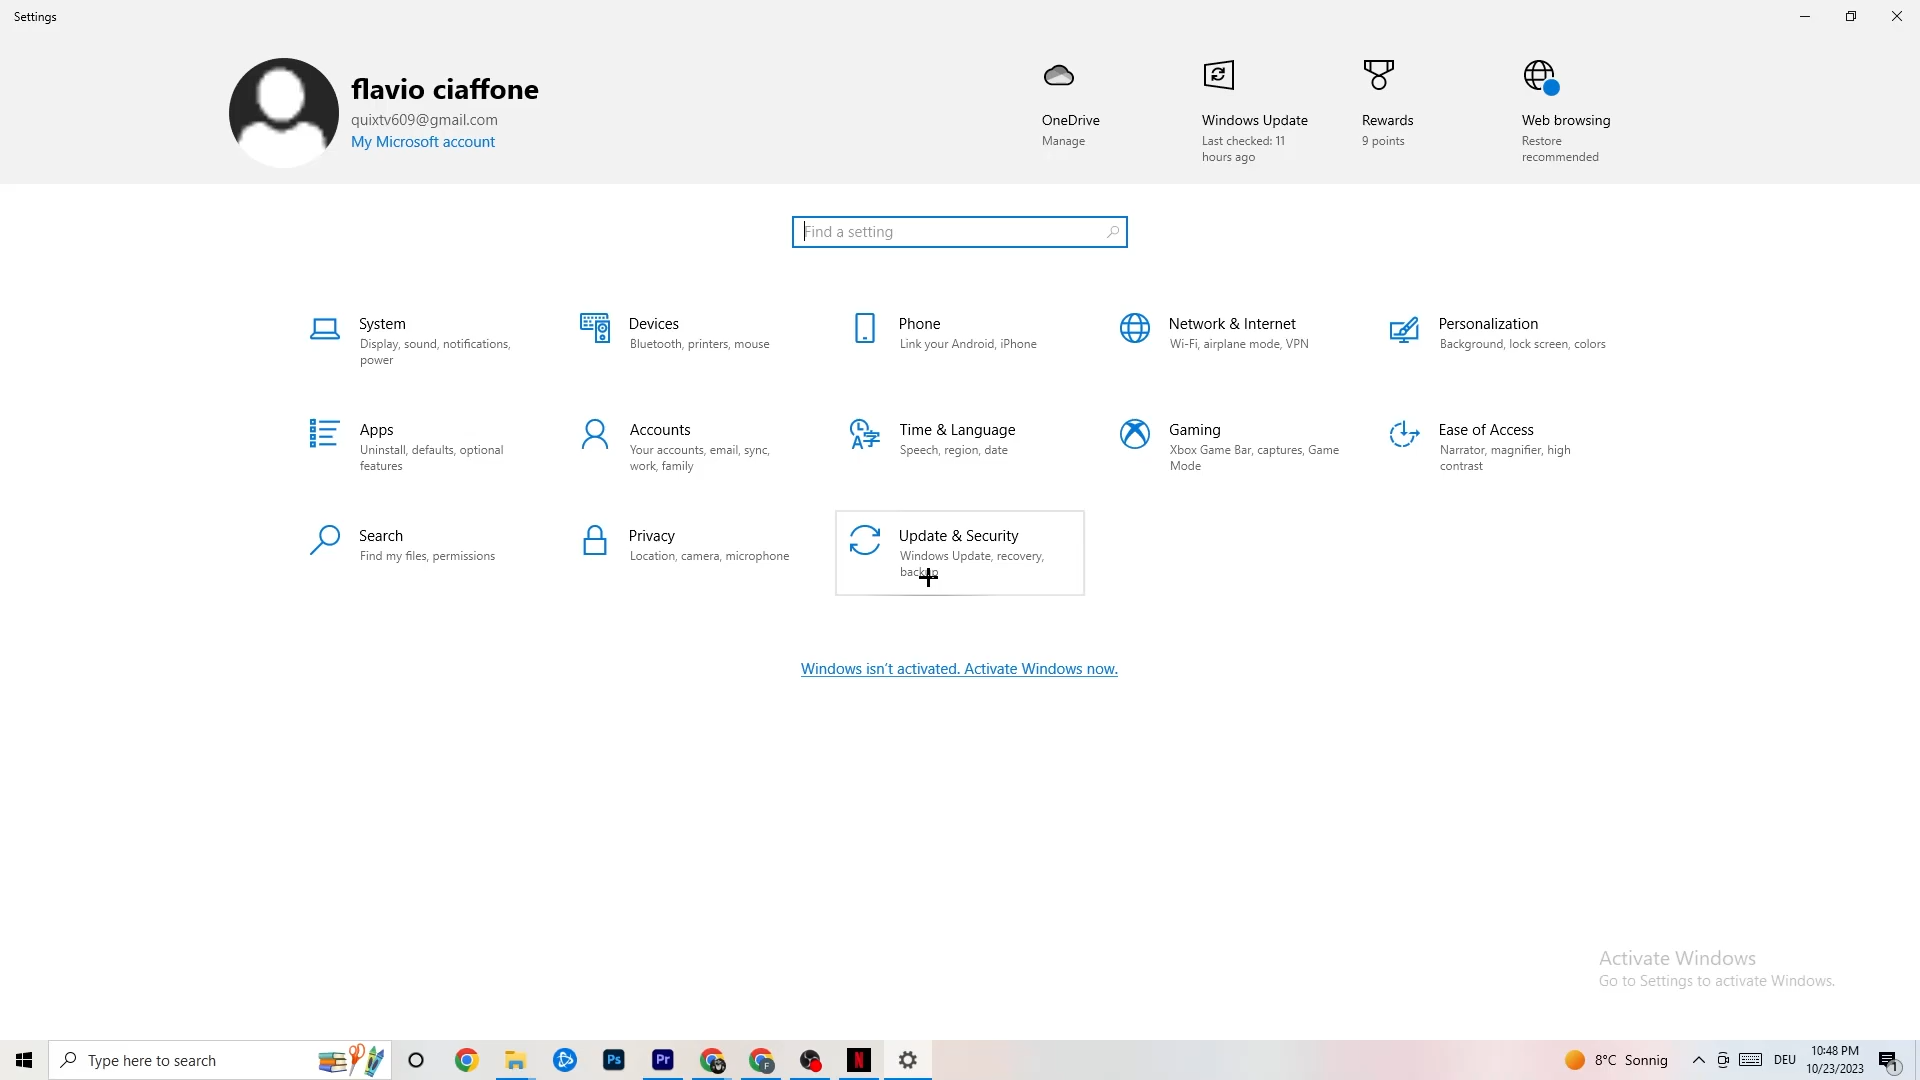 Settings
flavio ciaffone
quixtv609@gmail.com
My Microsoft account
OneDrive
Manage
Windows Update
Last checked: 11
hours ago
Rewards
9 points
Web browsing
Restore
recommended
Find a setting
System
Display, sound, notifications,
power
Devices
Bluetooth, printers, mouse
Phone
Link your Android, iPhone
Network & Internet
Wi-Fi, airplane mode, VPN
Personalization
Background, lock screen, colors
Apps
Uninstall, defaults, optional
features
Accounts
Your accounts, email, sync,
work, family
Time & Language
Speech, region, date
Gaming
Xbox Game Bar, captures, Game
Mode
Ease of Access
Narrator, magnifier, high
contrast
Search
Find my files, permissions
Privacy
Location, camera, microphone
Update & Security
Windows Update, recovery,
backup
Windows isn't activated. Activate Windows now.
Activate Windows
Go to Settings to activate Windows.
Type here to search
Ps
Pr
F
N
8°C Sonnig
DEU
10:48 PM
10/23/2023
1